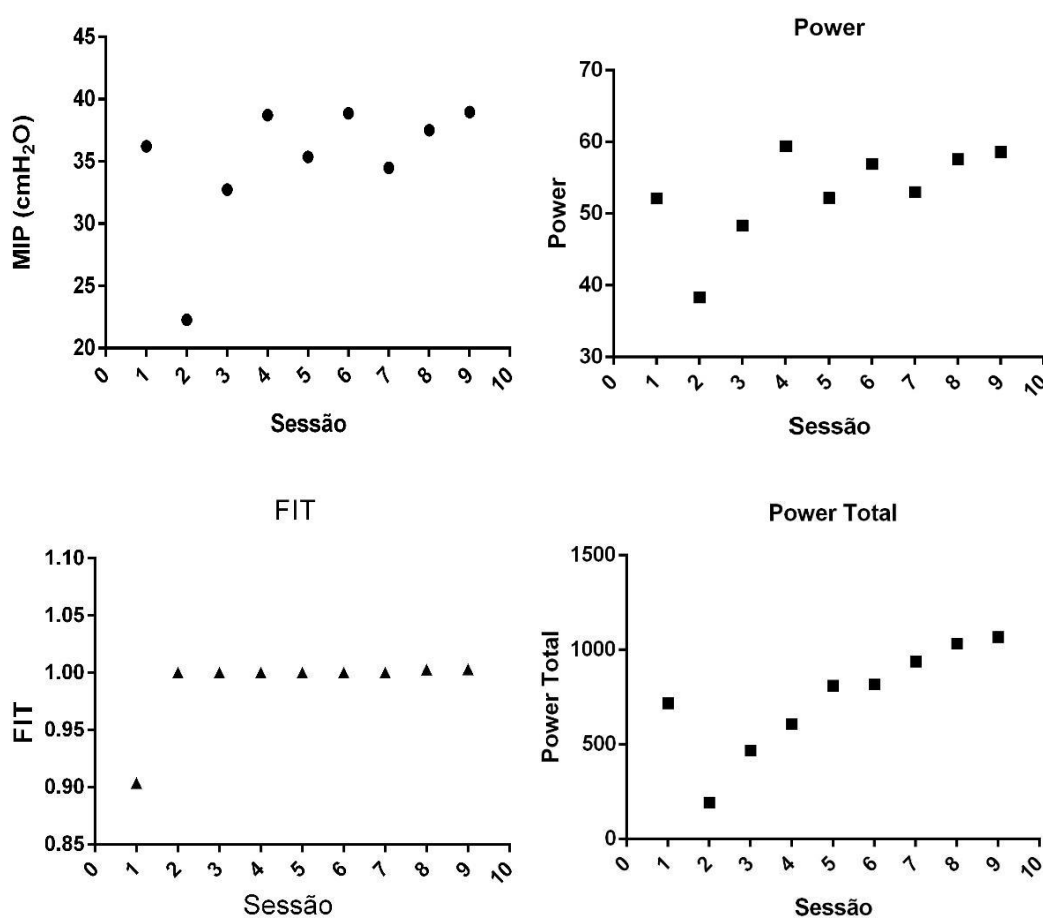 MIP (cmH₂O)
45
40
35
30
25
20
0 1 2 3 4 5 6 7 8 9 10
Sessão
Power
Power
70
60
50
40
30
0 1 2 3 4 5 6 7 8 9 10
Sessão
FIT
FIT
1.10
1.05
1.00
0.95
0.90
0.85
0 1 2 3 4 5 6 7 8 9 10
Sessão
Power Total
Power Total
1500
1000
500
0
0 1 2 3 4 5 6 7 8 9 10
Sessão